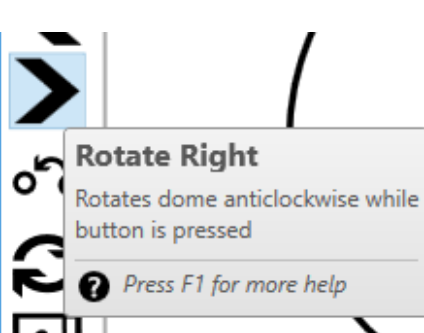 Rotate Right
Rotates dome anticlockwise while
button is pressed
Press F1 for more help